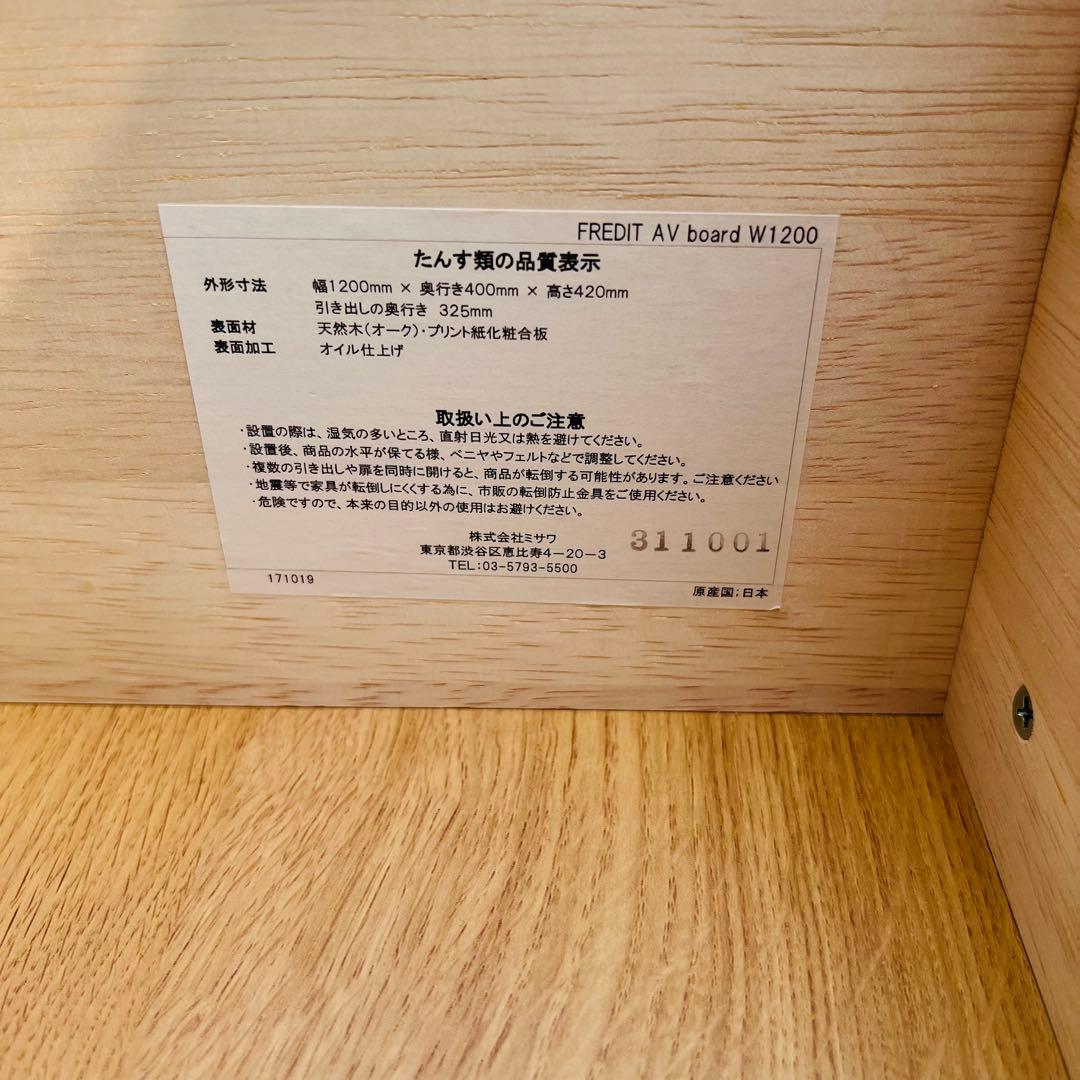 FREDIT AV board W1200
たんす類の品質表示
外形寸法 幅1200mm × 奥行き400mm × 高さ420mm
引き出しの奥行き 325mm
表面材 天然木(オーク)・プリント紙化粧合板
表面加工 オイル仕上げ
取扱い上のご注意
・設置の際は、湿気の多いところ、直射日光又は熱を避けてください。
・設置後、商品の水平が保てる様、ベニヤやフェルトなどで調整してください。
・複数の引き出しや扉を同時に開けると、商品が転倒する可能性があります。ご注意ください
・地震等で家具が転倒しにくくする為に、市販の転倒防止金具をご使用ください。
・危険ですので、本来の目的以外の使用はお避けください。
株式会社ミサワ
東京都渋谷区恵比寿4-20-3
TEL:03-5793-5500
311001
171019
原産国;日本